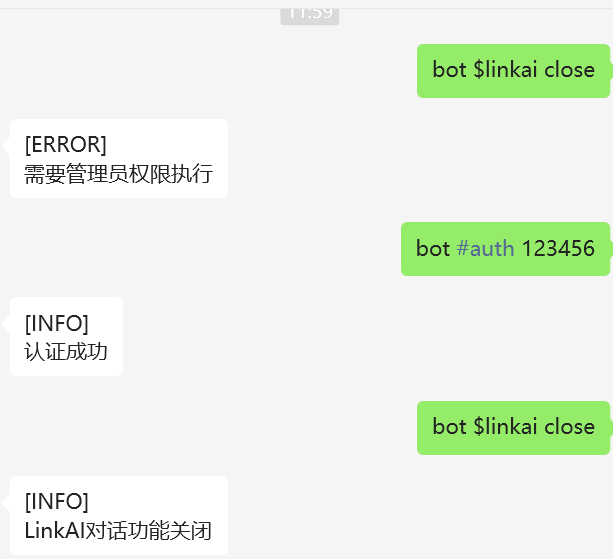 11:59
bot $linkai close
[ERROR]
需要管理员权限执行
bot #auth 123456
[INFO]
认证成功
bot $linkai close
[INFO]
LinkAI对话功能关闭